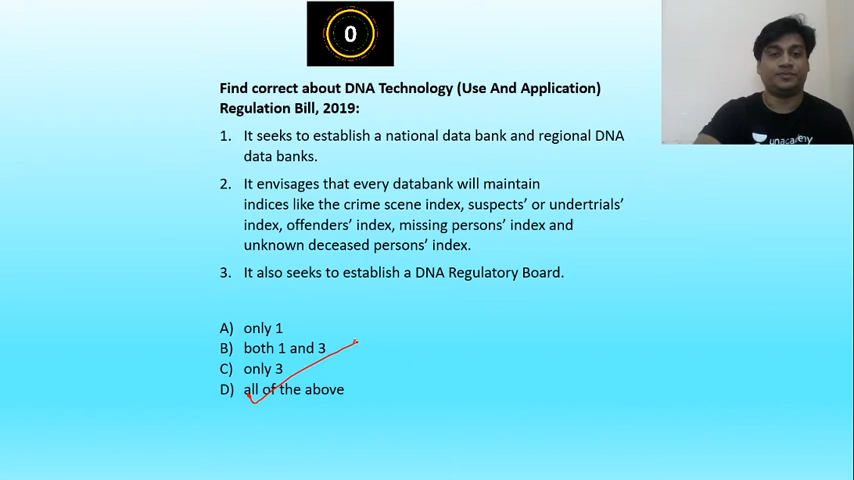 0
Find correct about DNA Technology (Use And Application)
Regulation Bill, 2019:
1. It seeks to establish a national data bank and regional DNA
data banks.
2. It envisages that every databank will maintain
indices like the crime scene index, suspects’ or undertrials’
index, offenders’ index, missing persons’ index and
unknown deceased persons’ index.
3. It also seeks to establish a DNA Regulatory Board.
A) only 1
B) both 1 and 3
C) only 3
D) all of the above
unacademy